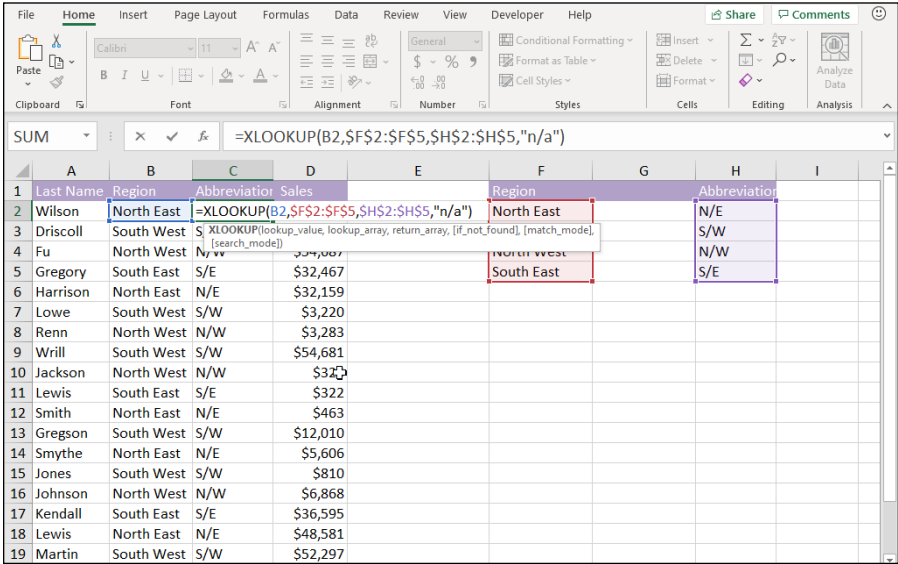 File Home Insert Page Layout Formulas Data Review View Developer Help Share Comments
Paste
Calibri 11 A A
B I U A
General
$ % 9
Conditional Formatting
Format as Table
Cell Styles
Insert
Delete
Format
Analyze
Data
Clipboard Font Alignment Number Styles Cells Editing Analysis
SUM fx =XLOOKUP(B2,$F$2:$F$5,$H$2:$H$5,"n/a")
A B C D E F G H I
1 Last Name Region Abbreviation Sales Region Abbreviation
2 Wilson North East =XLOOKUP(B2,$F$2:$F$5,$H$2:$H$5,"n/a") North East N/E
3 Driscoll South West S/W
XLOOKUP(lookup_value, lookup_array, return_array, [if_not_found], [match_mode],
[search_mode])
4 Fu North West $54,687 North West N/W
5 Gregory South East S/E $32,467 South East S/E
6 Harrison North East N/E $32,159
7 Lowe South West S/W $3,220
8 Renn North West N/W $3,283
9 Wrill South West S/W $54,681
10 Jackson North West N/W
11 Lewis South East S/E $322
12 Smith North East N/E $463
13 Gregson South West S/W $12,010
14 Smythe North East N/E $5,606
15 Jones South West S/W $810
16 Johnson North West N/W $6,868
17 Kendall South East S/E $36,595
18 Lewis North East N/E $48,581
19 Martin South West S/W $52,297